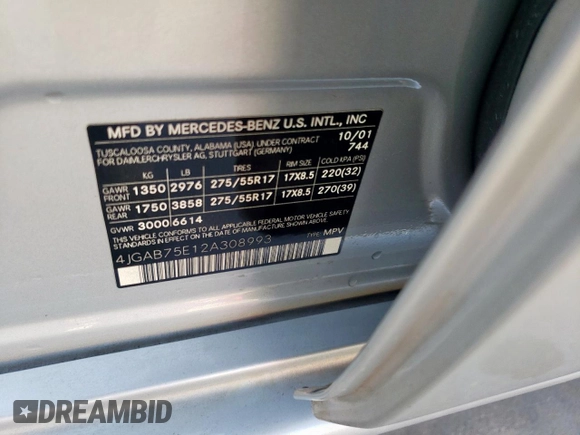 MFD BY MERCEDES-BENZ U.S. INTL., INC
TUSCALOOSA COUNTY, ALABAMA (USA) UNDER CONTRACT 10/01
FOR DAIMLERCHRYSLER AG, STUTTGART (GERMANY) 744
KG LB RIM SIZE COLD KPA (PSI)
GAWR FRONT 1350 2976 275/55R17 17X8.5 220(32)
GAWR REAR 1750 3858 275/55R17 17X8.5 270(39)
GVWR 3000 6614
THIS VEHICLE CONFORMS TO ALL APPLICABLE FEDERAL MOTOR VEHICLE SAFETY
STANDARDS IN EFFECT ON THE DATE OF MANUFACTURE SHOWN ABOVE
4JGAB75E12A308993 TYPE: MPV
DREAMBID